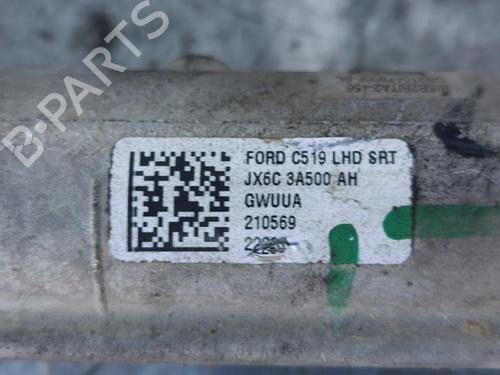 B-PARTS
FORD C519 LHD SRT
JX6C 3A500 AH
GWUUA
210569